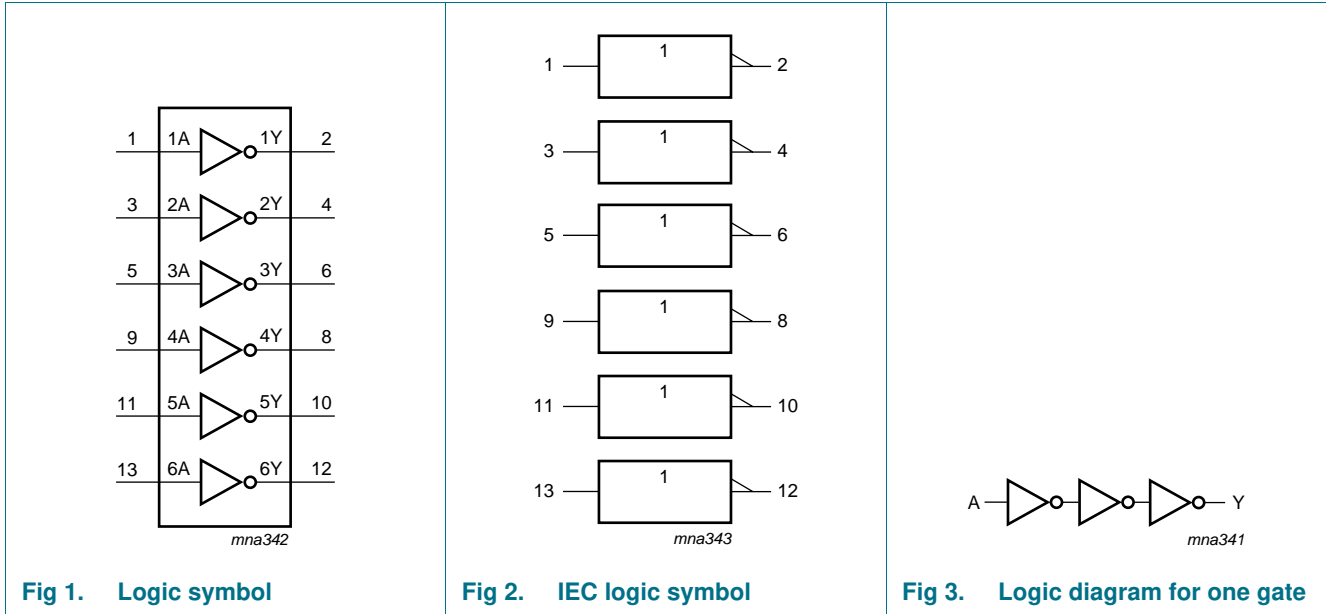 1 1A 1Y 2
3 2A 2Y 4
5 3A 3Y 6
9 4A 4Y 8
11 5A 5Y 10
13 6A 6Y 12
mna342
Fig 1. Logic symbol
1
1 2
1
3 4
1
5 6
1
9 8
1
11 10
1
13 12
mna343
Fig 2. IEC logic symbol
A Y
mna341
Fig 3. Logic diagram for one gate